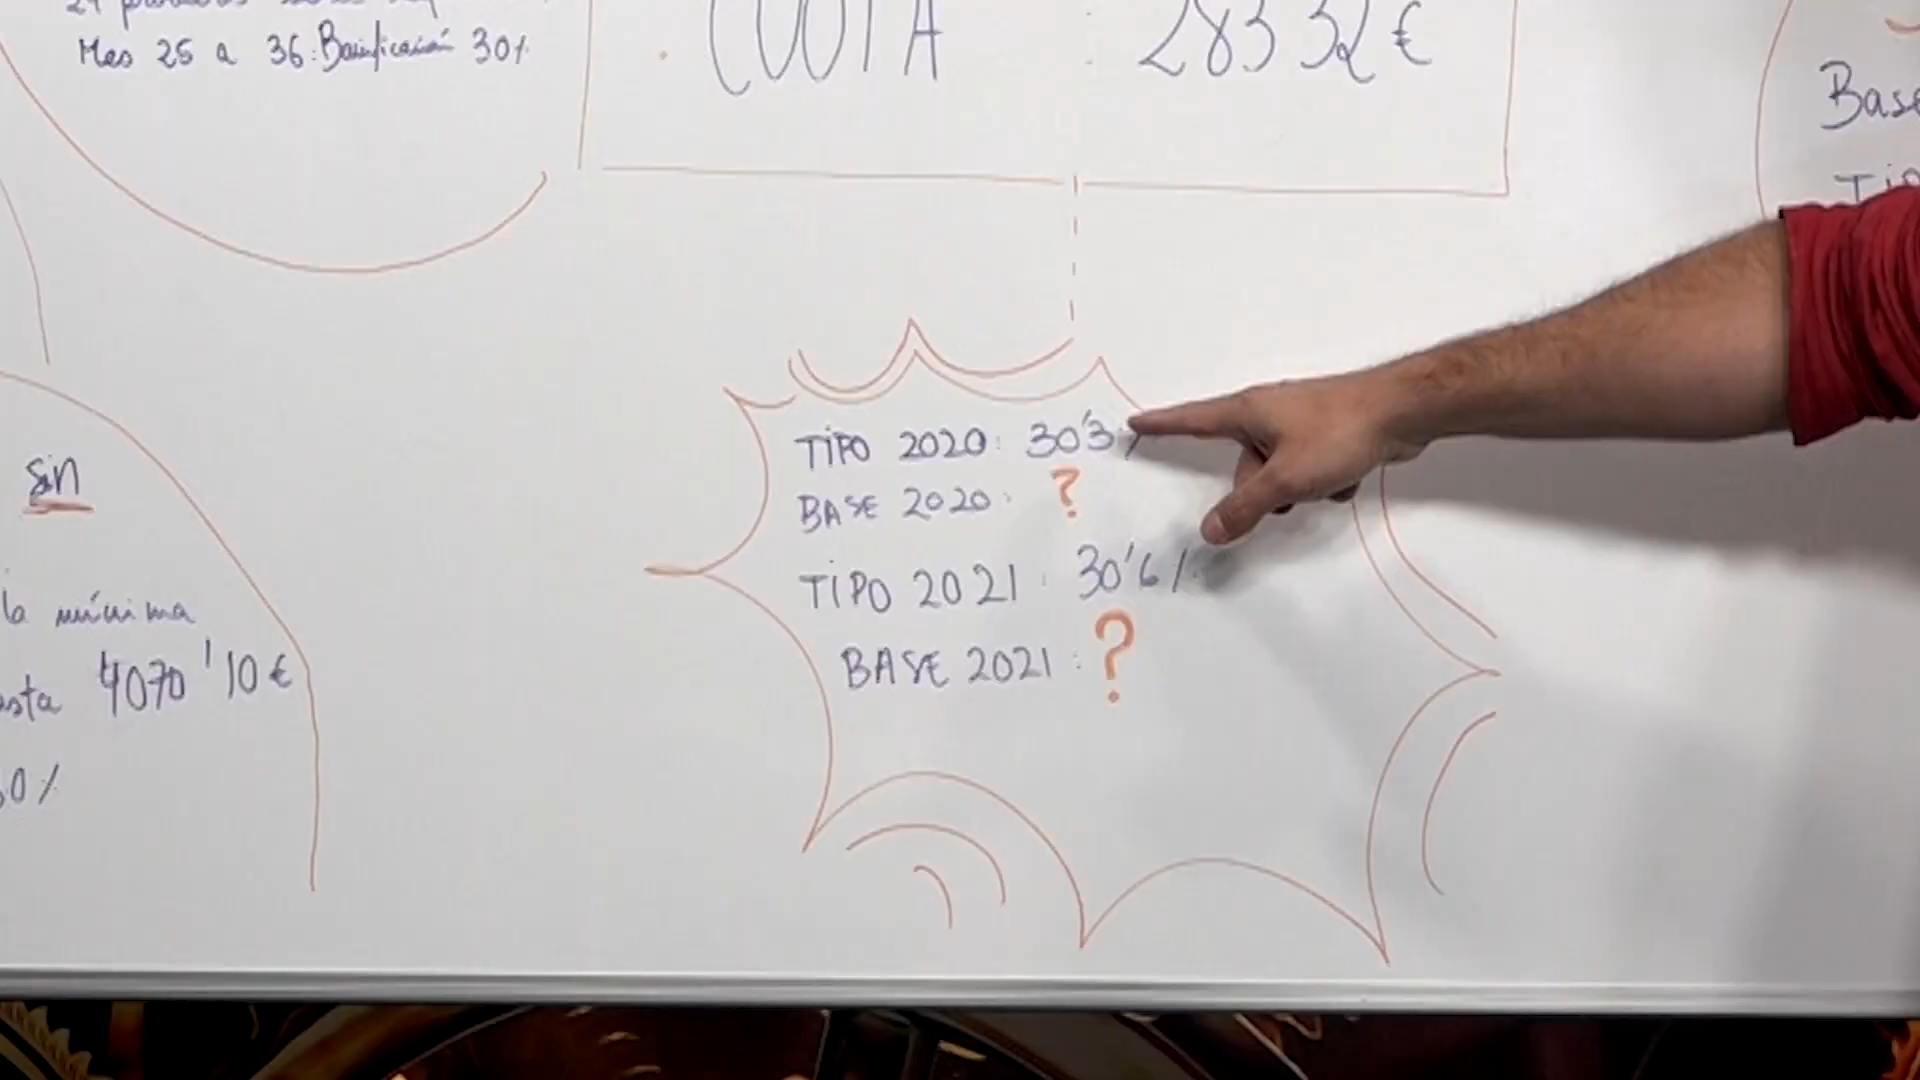 Mes 25 a 36: Bonificación 30%
CUOTA : 283 32 €
Base
TIPO 2020: 30'3%
BASE 2020: ?
TIPO 2021: 30'6%
BASE 2021: ?
sin
la mínima
4070'10 €